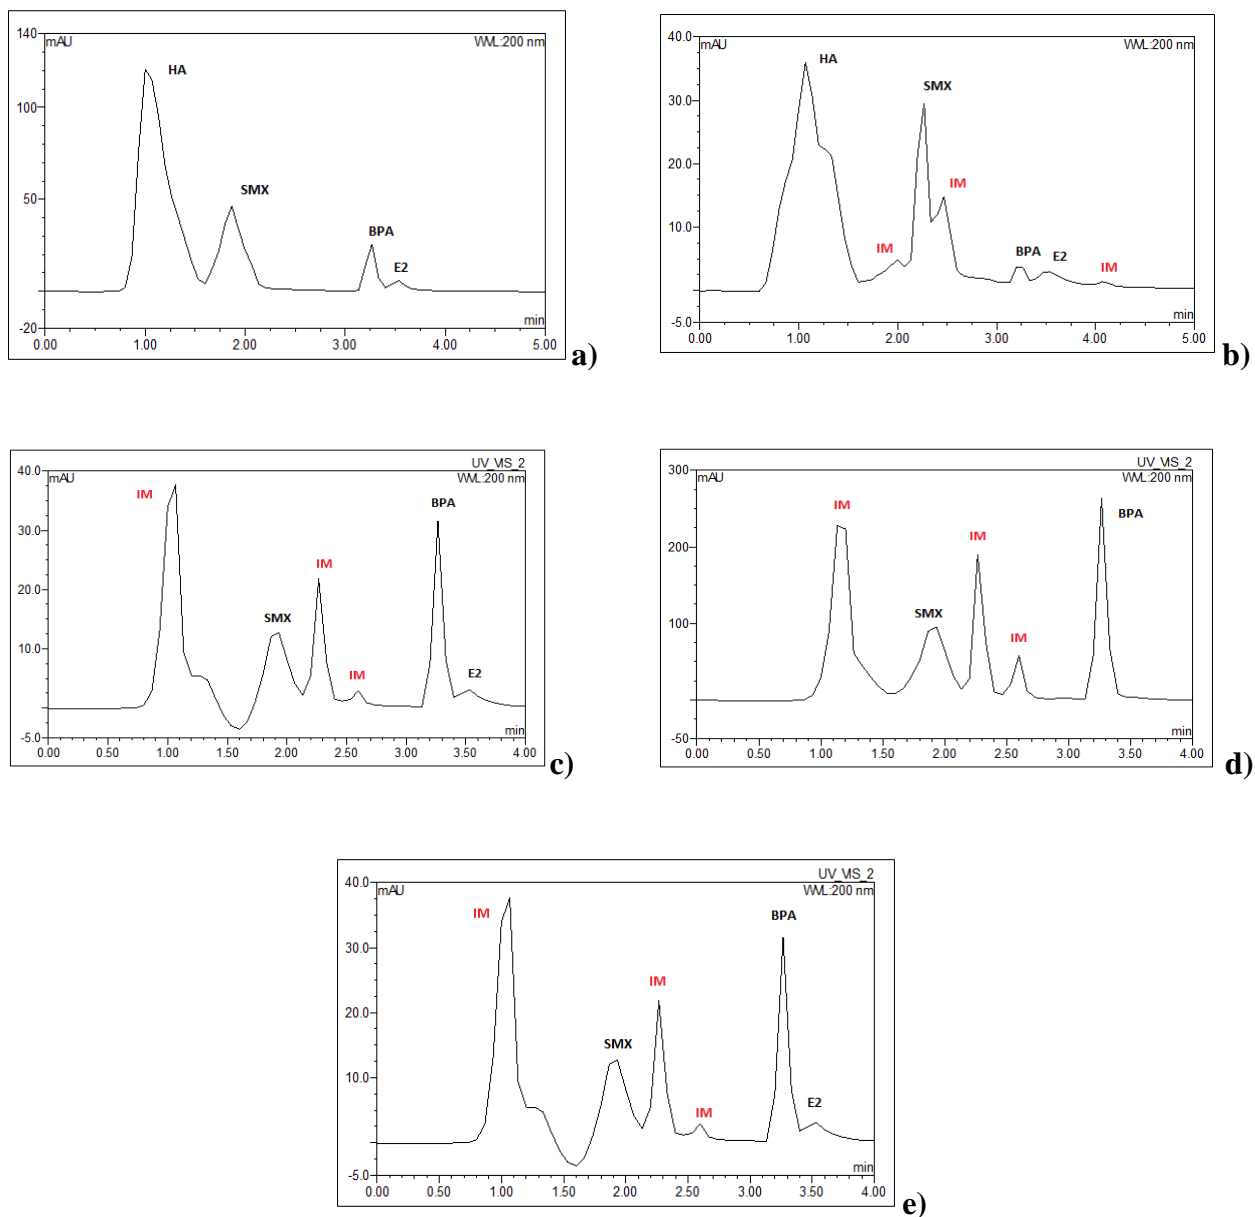 140
mAU
WVL:200 nm
HA
100
SMX
50
BPA
E2
min
-20
0.00 1.00 2.00 3.00 4.00 5.00
a)
40.0
mAU
WVL:200 nm
HA
SMX
30.0
20.0
IM
10.0
IM
BPA
E2
IM
min
-5.0
0.00 1.00 2.00 3.00 4.00 5.00
b)
UV_VIS_2
40.0
mAU
WVL:200 nm
IM
BPA
30.0
IM
20.0
SMX
10.0
IM
E2
min
-5.0
0.00 0.50 1.00 1.50 2.00 2.50 3.00 3.50 4.00
c)
UV_VIS_2
300
mAU
WVL:200 nm
IM
BPA
IM
200
SMX
IM
100
min
-50
0.00 0.50 1.00 1.50 2.00 2.50 3.00 3.50 4.00
d)
UV_VIS_2
40.0
mAU
WVL:200 nm
IM
BPA
30.0
IM
20.0
SMX
10.0
IM
E2
min
-5.0
0.00 0.50 1.00 1.50 2.00 2.50 3.00 3.50 4.00
e)